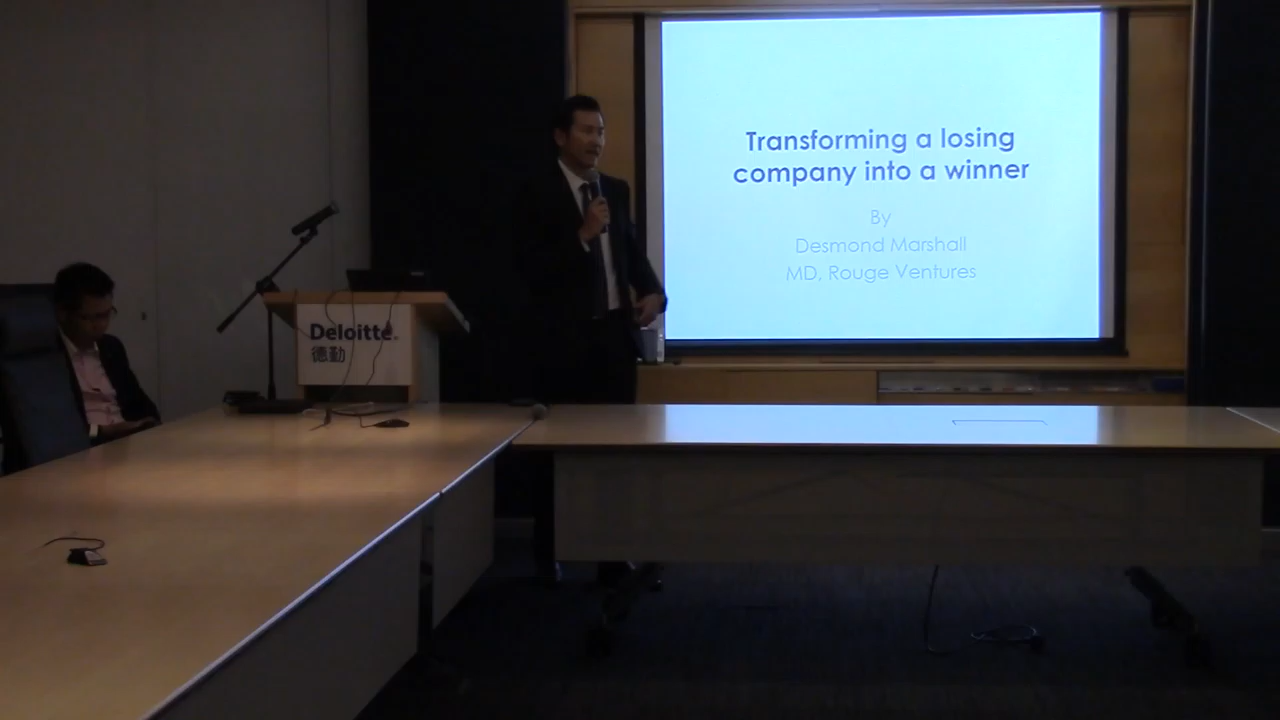 Transforming a losing
company into a winner
By
Desmond Marshall
MD, Rouge Ventures
Deloitte.
德勤